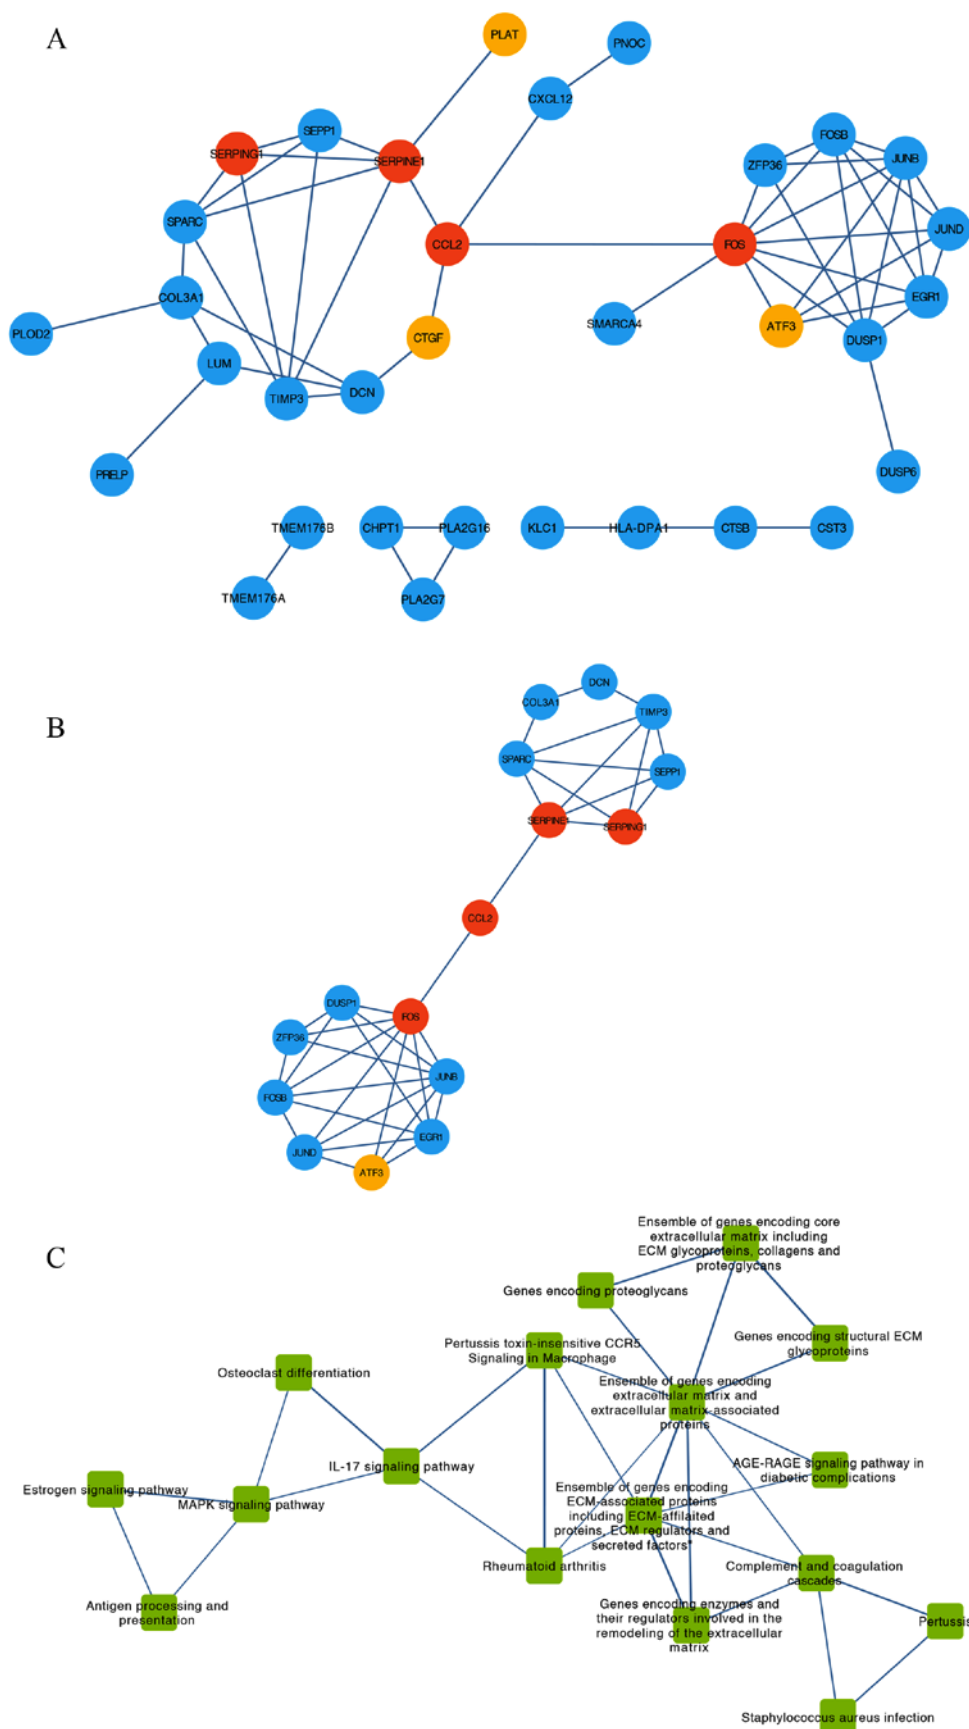 A
PLAT
PNOC
CXCL12
SEPP1
SERPING1
SERPINE1
FOSB
ZFP36
JUNB
SPARC
JUND
CCL2
FOS
COL3A1
EGR1
PLOD2
SMARCA4
ATF3
CTGF
DUSP1
LUM
TIMP3
DCN
PRELP
DUSP6
TMEM176B
CHPT1
PLA2G16
KLC1
HLA-DPA1
CTSB
CST3
TMEM176A
PLA2G7
B
DCN
COL3A1
TIMP3
SPARC
SEPP1
SERPINE1
SERPING1
CCL2
DUSP1
FOS
ZFP36
JUNB
FOSB
EGR1
JUND
ATF3
C
Ensemble of genes encoding core
extracellular matrix including
ECM glycoproteins, collagens and
proteoglycans
Genes encoding proteoglycans
Genes encoding structural ECM
glycoproteins
Pertussis toxin-insensitive CCR5
Signaling in Macrophage
Osteoclast differentiation
Ensemble of genes encoding
extracellular matrix and
extracellular matrix-associated
proteins
IL-17 signaling pathway
AGE-RAGE signaling pathway in
diabetic complications
Estrogen signaling pathway
MAPK signaling pathway
Ensemble of genes encoding
ECM-associated proteins
including ECM-affilaited
proteins, ECM regulators and
secreted factors"
Rheumatoid arthritis
Complement and coagulation
cascades
Antigen processing and
presentation
Genes encoding enzymes and
their regulators involved in the
remodeling of the extracellular
matrix
Pertussis
Staphylococcus aureus infection